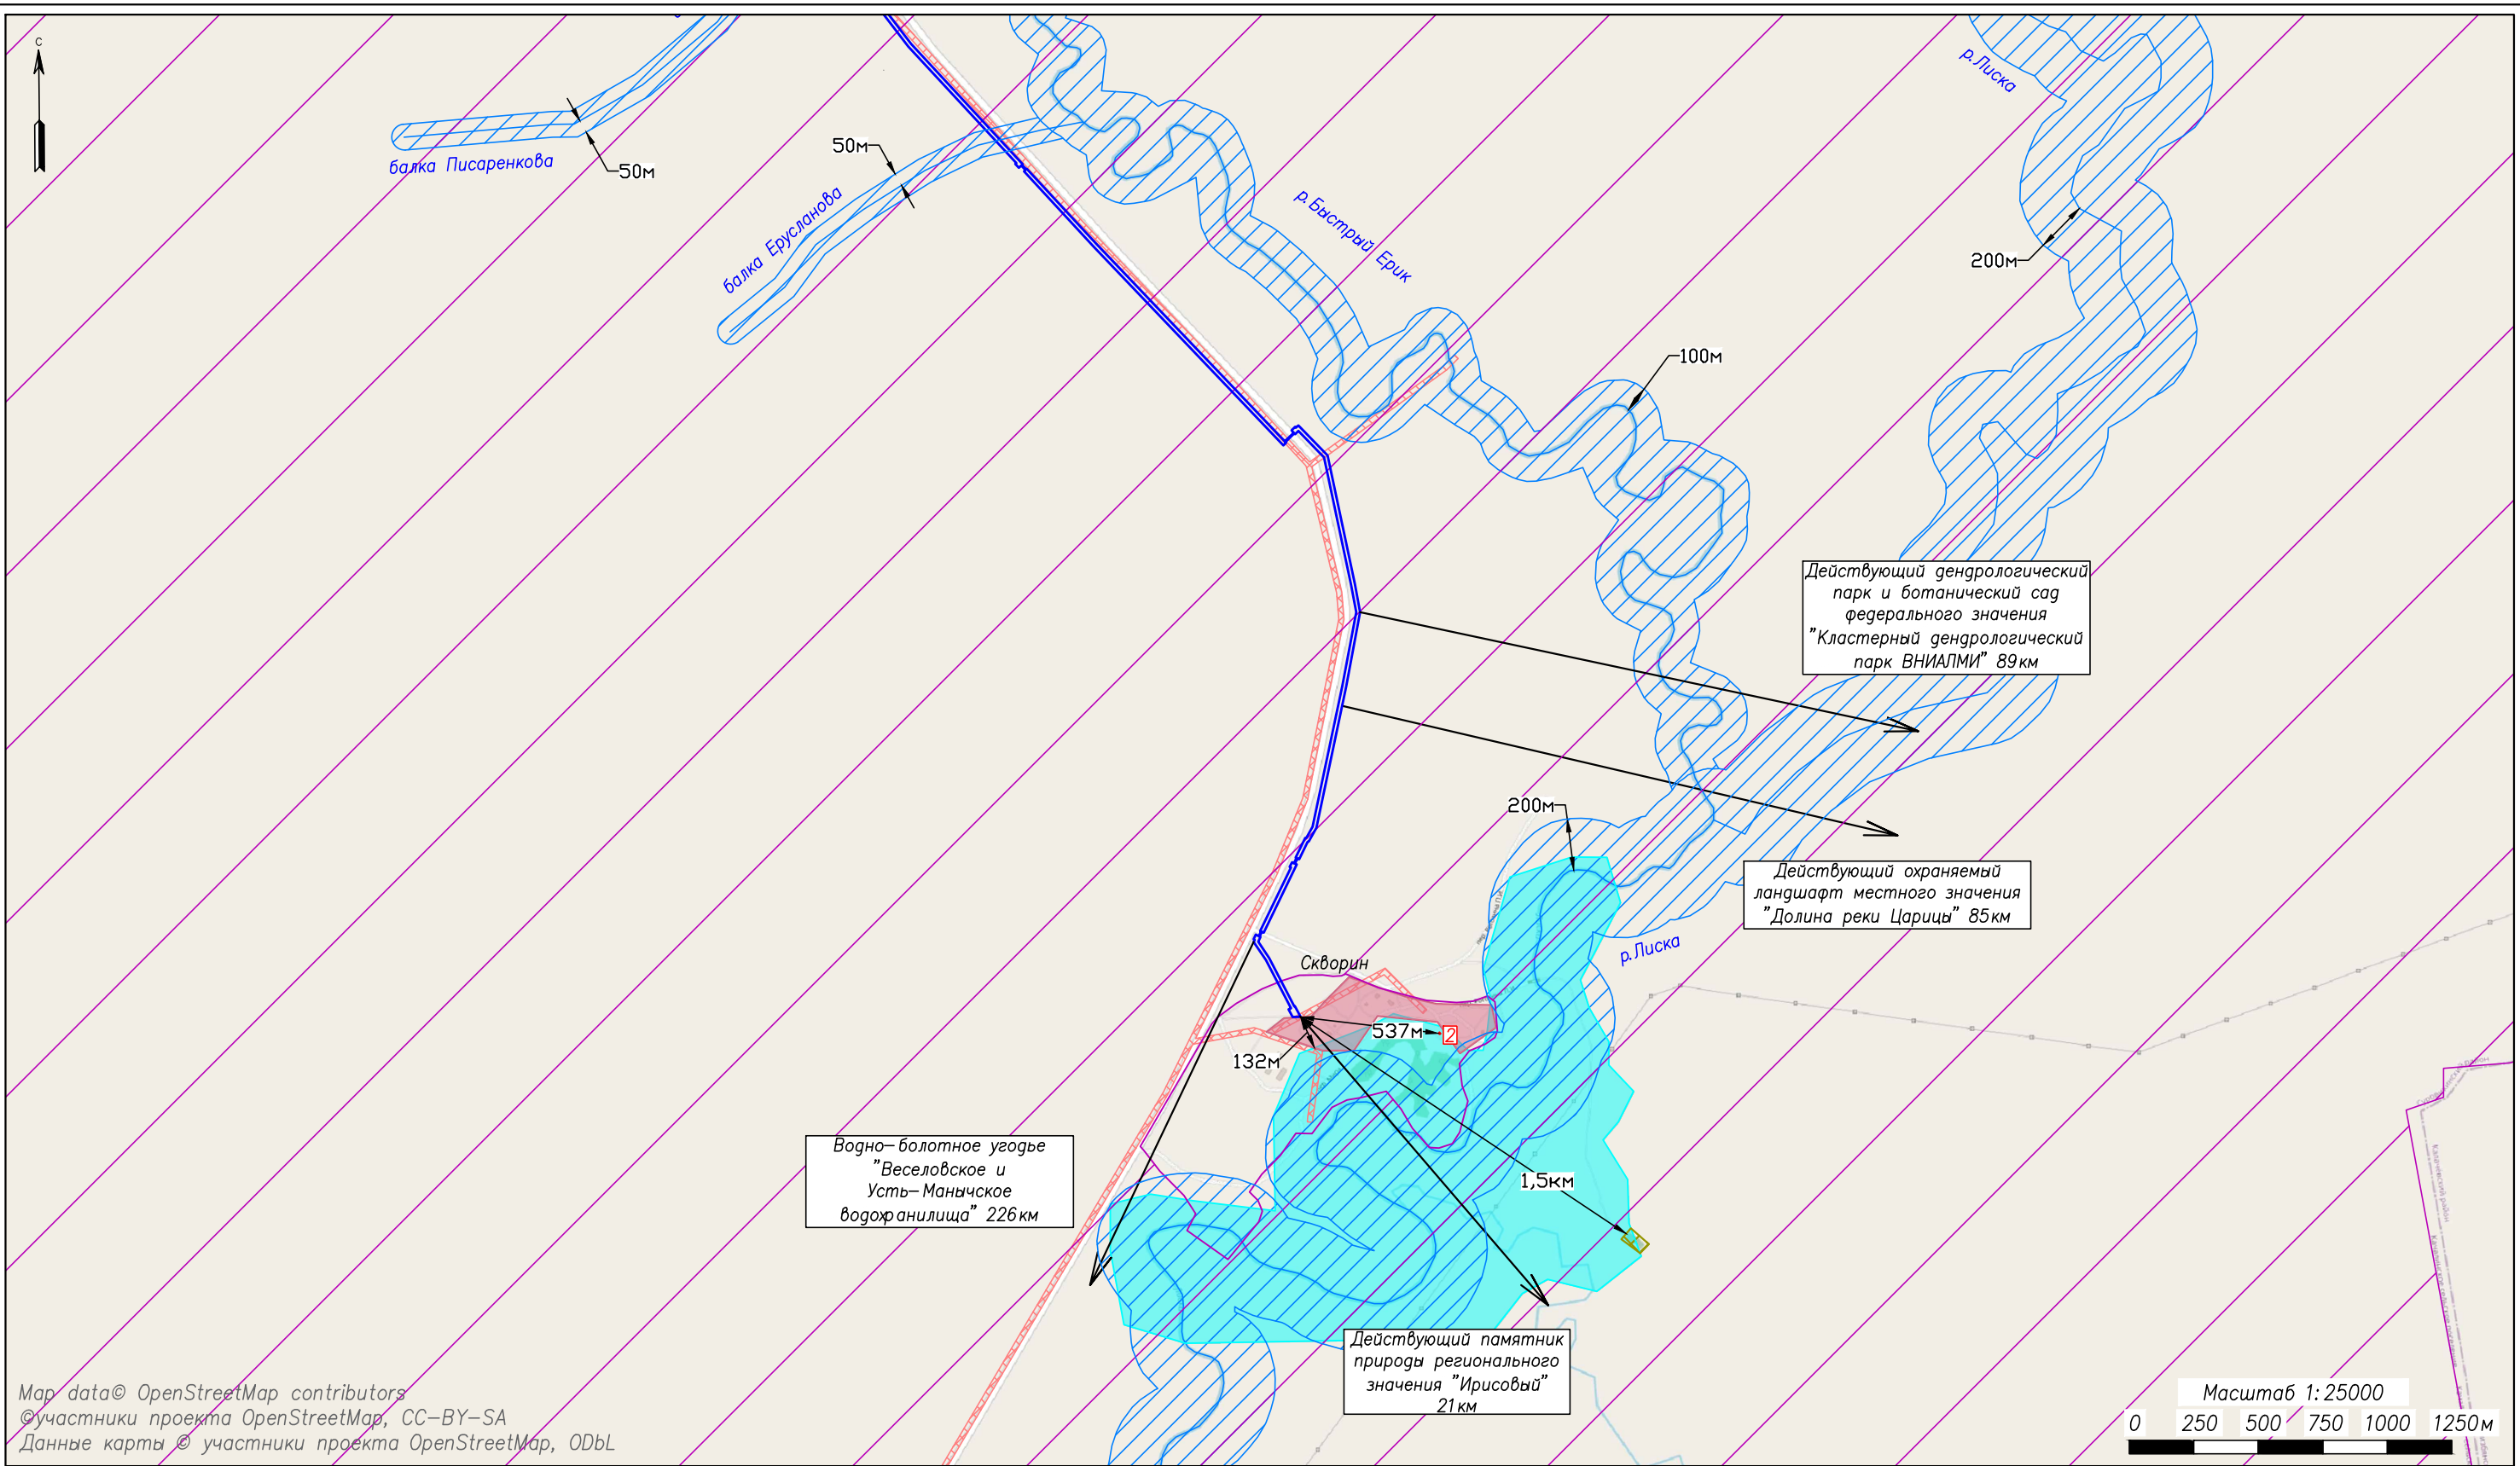 С
р.Лиска
балка Писаренкова
50м
50м
балка Ерусланова
р.Быстрый Ерик
200м
100м
Действующий дендрологический
парк и ботанический сад
федерального значения
"Кластерный дендрологический
парк ВНИАЛМИ" 89км
200м
Действующий охраняемый
ландшафт местного значения
"Долина реки Царицы" 85км
р.Лиска
Скворин
537м
2
132м
Водно-болотное угодье
"Веселовское и
Усть-Манычское
водохранилища" 226км
1,5км
Калачёвский район
Действующий памятник
природы регионального
значения "Ирисовый"
21км
Map data© OpenStreetMap contributors
©участники проекта OpenStreetMap, CC-BY-SA
Данные карты © участники проекта OpenStreetMap, ODbL
Масштаб 1:25000
0 250 500 750 1000 1250м